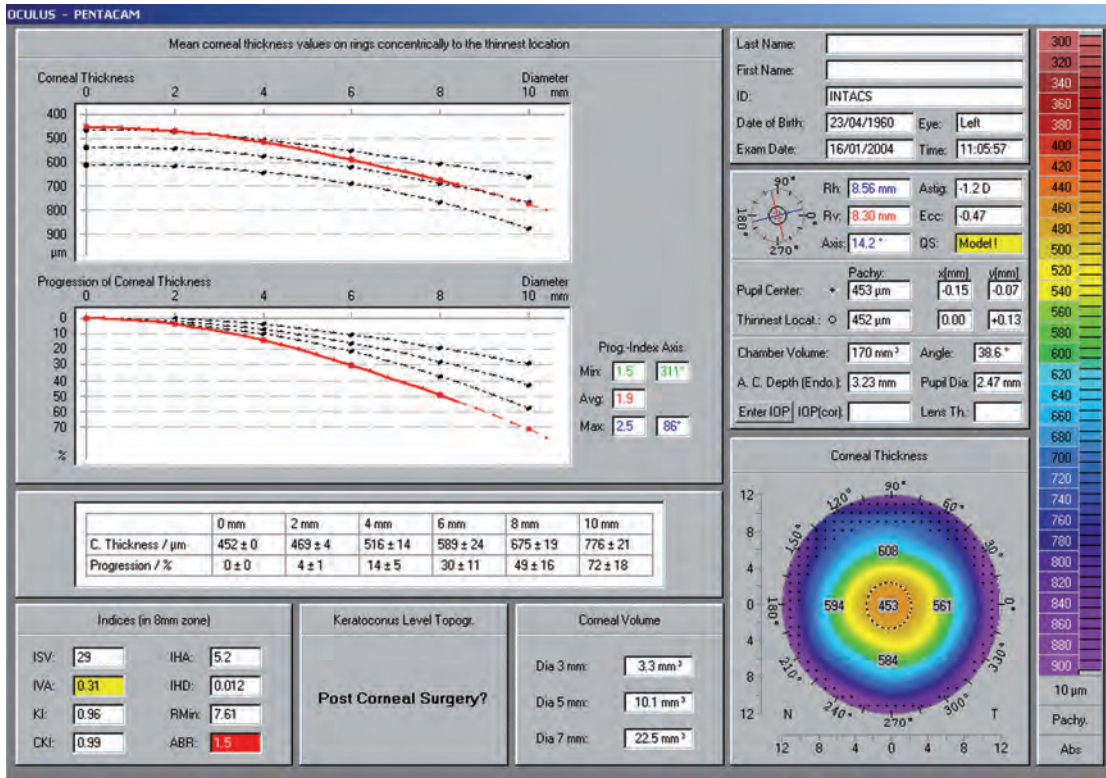 OCULUS - PENTACAM
Mean corneal thickness values on rings concentrically to the thinnest location
Corneal Thickness
Diameter
0 2 4 6 8 10 mm
400
500
600
700
800
900
µm
Progression of Corneal Thickness
Diameter
0 2 4 6 8 10 mm
0
10
20
30
40
50
60
70
%
Prog.-Index Axis
Min: 1.5 311°
Avg: 1.9
Max: 2.5 86°
0 mm 2 mm 4 mm 6 mm 8 mm 10 mm
C. Thickness / µm 452 ± 0 469 ± 4 516 ± 14 589 ± 24 675 ± 19 776 ± 21
Progression / % 0 ± 0 4 ± 1 14 ± 5 30 ± 11 49 ± 16 72 ± 18
Indices (in 8mm zone)
ISV: 29 IHA: 5.2
IVA: 0.31 IHD: 0.012
KI: 0.96 RMin: 7.61
CKI: 0.99 ABR: 1.5
Keratoconus Level Topogr.
Post Corneal Surgery?
Corneal Volume
Dia 3 mm: 3.3 mm³
Dia 5 mm: 10.1 mm³
Dia 7 mm: 22.5 mm³
Last Name:
First Name:
ID: INTACS
Date of Birth: 23/04/1960 Eye: Left
Exam Date: 16/01/2004 Time: 11:05:57
90°
180°
0°
270°
Rh: 8.56 mm Astig: -1.2 D
Rv: 8.30 mm Ecc: -0.47
Axis: 14.2 ° QS: Model !
Pachy: x[mm] y[mm]
Pupil Center: + 453 µm -0.15 -0.07
Thinnest Locat.: O 452 µm 0.00 +0.13
Chamber Volume: 170 mm³ Angle: 38.6 °
A. C. Depth (Endo.): 3.23 mm Pupil Dia: 2.47 mm
Enter IOP IOP(cor) Lens Th.:
Corneal Thickness
12
8
4
0
4
8
12
90°
120° 60°
150° 30°
180° 0°
210° 330°
240° 300°
270°
608
594 453 561
584
N T
12 8 4 0 4 8 12
300
320
340
360
380
400
420
440
460
480
500
520
540
560
580
600
620
640
660
680
700
720
740
760
780
800
820
840
860
880
900
10 µm
Pachy.
Abs